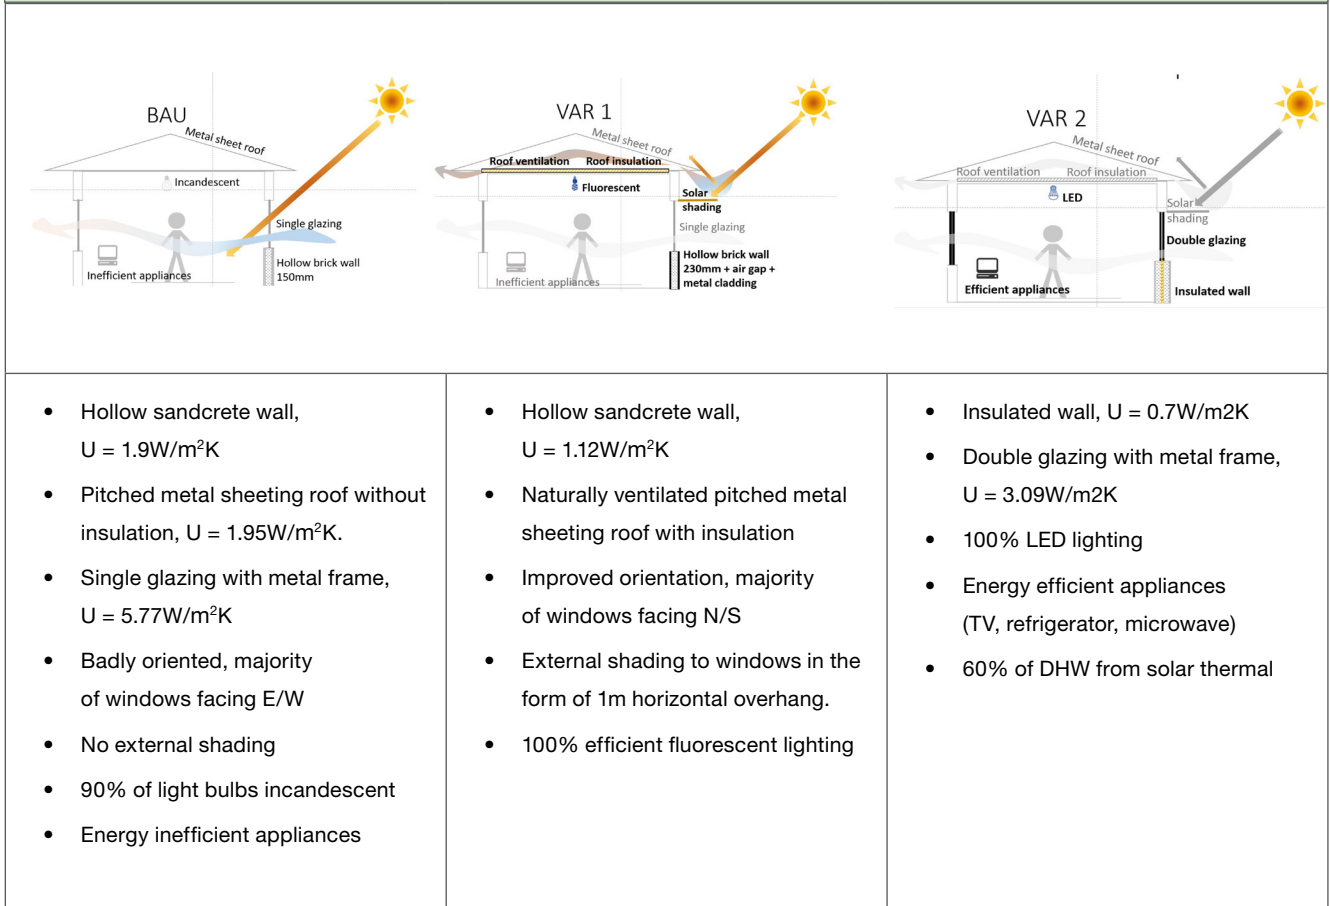 BAU
Metal sheet roof
Incandescent
Single glazing
Inefficient appliances
Hollow brick wall
150mm
VAR 1
Metal sheet roof
Roof ventilation
Roof insulation
Fluorescent
Solar
shading
Single glazing
Inefficient appliances
Hollow brick wall
230mm + air gap +
metal cladding
VAR 2
Metal sheet roof
Roof ventilation
Roof insulation
LED
Solar
shading
Double glazing
Efficient appliances
Insulated wall
• Hollow sandcrete wall,
U = 1.9W/m²K
• Pitched metal sheeting roof without
insulation, U = 1.95W/m²K.
• Single glazing with metal frame,
U = 5.77W/m²K
• Badly oriented, majority
of windows facing E/W
• No external shading
• 90% of light bulbs incandescent
• Energy inefficient appliances
• Hollow sandcrete wall,
U = 1.12W/m²K
• Naturally ventilated pitched metal
sheeting roof with insulation
• Improved orientation, majority
of windows facing N/S
• External shading to windows in the
form of 1m horizontal overhang.
• 100% efficient fluorescent lighting
• Insulated wall, U = 0.7W/m2K
• Double glazing with metal frame,
U = 3.09W/m2K
• 100% LED lighting
• Energy efficient appliances
(TV, refrigerator, microwave)
• 60% of DHW from solar thermal